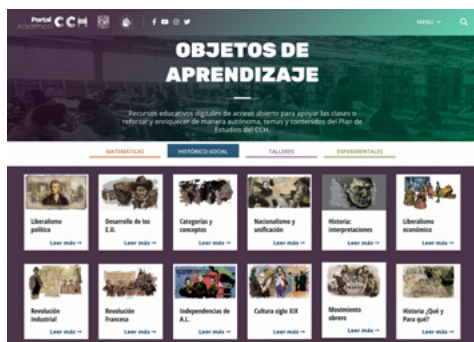 Portal
Académico
CCH
MENU
OBJETOS DE
APRENDIZAJE
Recursos educativos digitales de acceso abierto para apoyar las clases o
reforzar y enriquecer de manera autónoma, temas y contenidos del Plan de
Estudios del CCH.
MATEMÁTICAS HISTÓRICO-SOCIAL TALLERES EXPERIMENTALES
Liberalismo
político
Leer más →
Desarrollo de los
E.U.
Leer más →
Categorías y
conceptos
Leer más →
Nacionalismo y
unificación
Leer más →
Historia:
interpretaciones
Leer más →
Liberalismo
económico
Leer más →
Revolución
industrial
Leer más →
Revolución
Francesa
Leer más →
Independencias de
A.L.
Leer más →
Cultura siglo XIX
Leer más →
Movimiento
obrero
Leer más →
Historia ¿Qué y
Para qué?
Leer más →